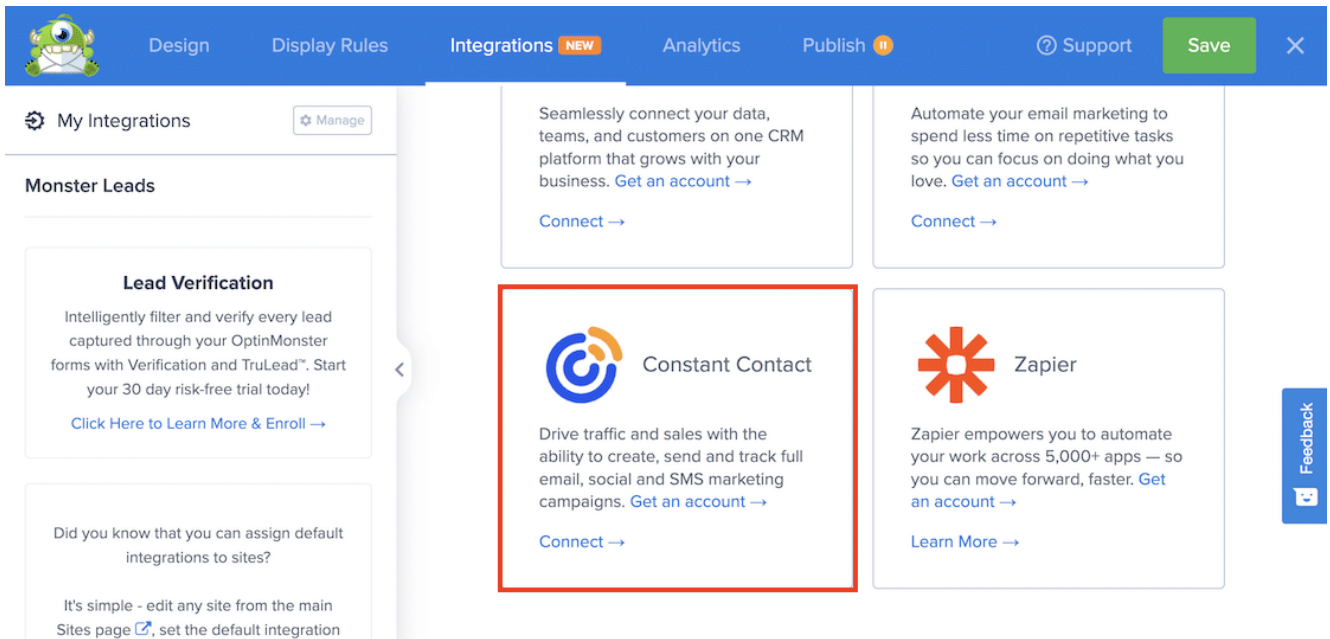 Design
Display Rules
Integrations NEW
Analytics
Publish
Support
Save
My Integrations
Manage
Monster Leads
Lead Verification
Intelligently filter and verify every lead
captured through your OptinMonster
forms with Verification and TruLead™. Start
your 30 day risk-free trial today!
Click Here to Learn More & Enroll →
Did you know that you can assign default
integrations to sites?
It's simple - edit any site from the main
Sites page , set the default integration
Seamlessly connect your data,
teams, and customers on one CRM
platform that grows with your
business. Get an account →
Connect →
Automate your email marketing to
spend less time on repetitive tasks
so you can focus on doing what you
love. Get an account →
Connect →
Constant Contact
Drive traffic and sales with the
ability to create, send and track full
email, social and SMS marketing
campaigns. Get an account →
Connect →
Zapier
Zapier empowers you to automate
your work across 5,000+ apps — so
you can move forward, faster. Get
an account →
Learn More →
Feedback